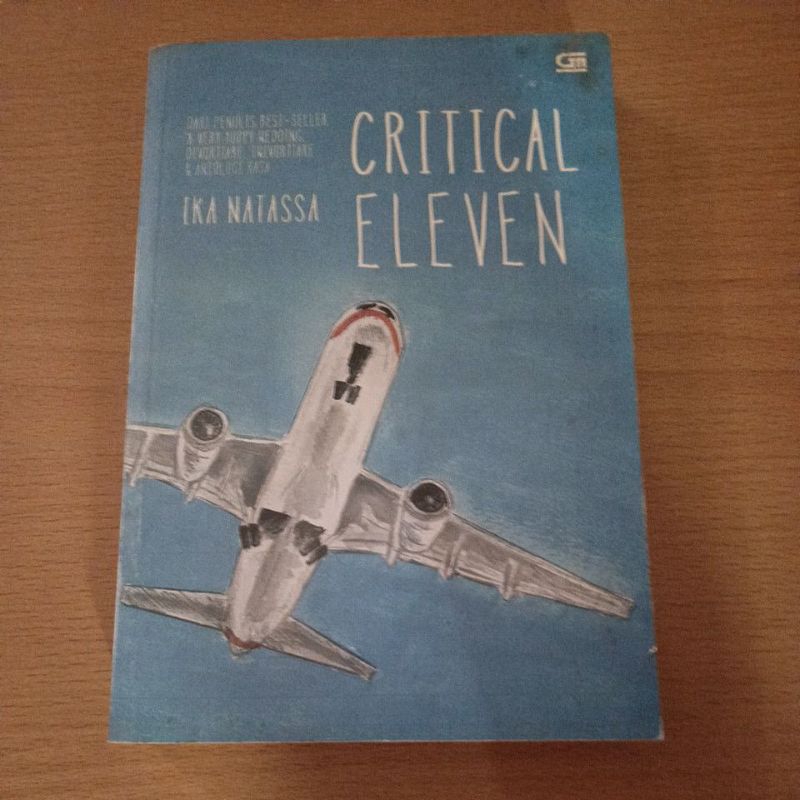 DARI PENULIS BEST-SELLER
A VERY YUPPY WEDDING,
DIVORTIARE, TWIVORTIARE
& ANTOLOGI RASA
IKA NATASSA
CRITICAL
ELEVEN